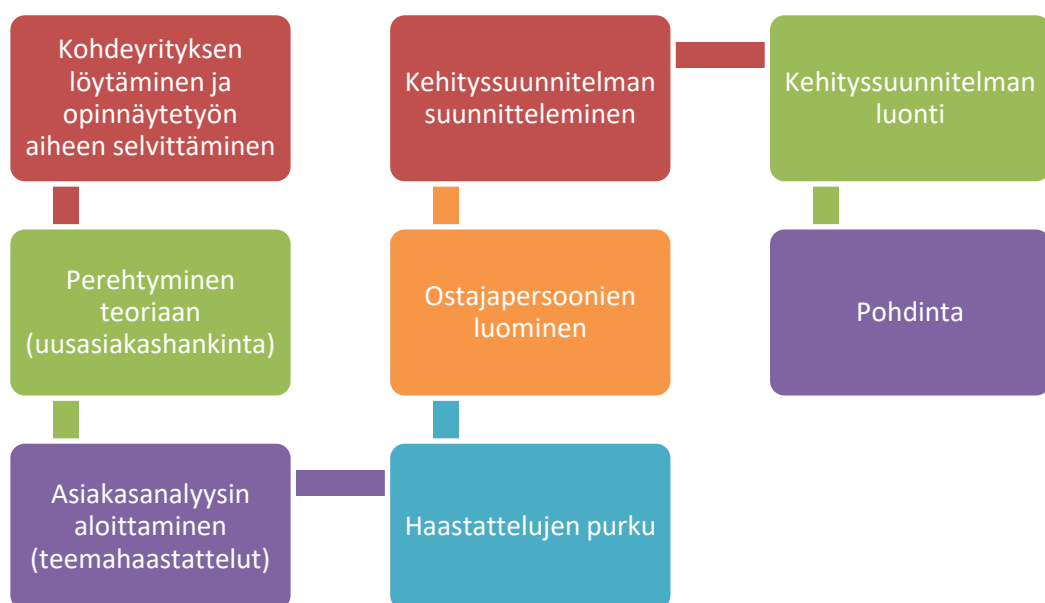 Kohdeyrityksen
löytäminen ja
opinnäytetyön
aiheen selvittäminen
Perehtyminen
teoriaan
(uusasiakashankinta)
Asiakasanalyysin
aloittaminen
(teemahaastattelut)
Haastattelujen purku
Ostajapersoonien
luominen
Kehityssuunnitelman
suunnitteleminen
Kehityssuunnitelman
luonti
Pohdinta